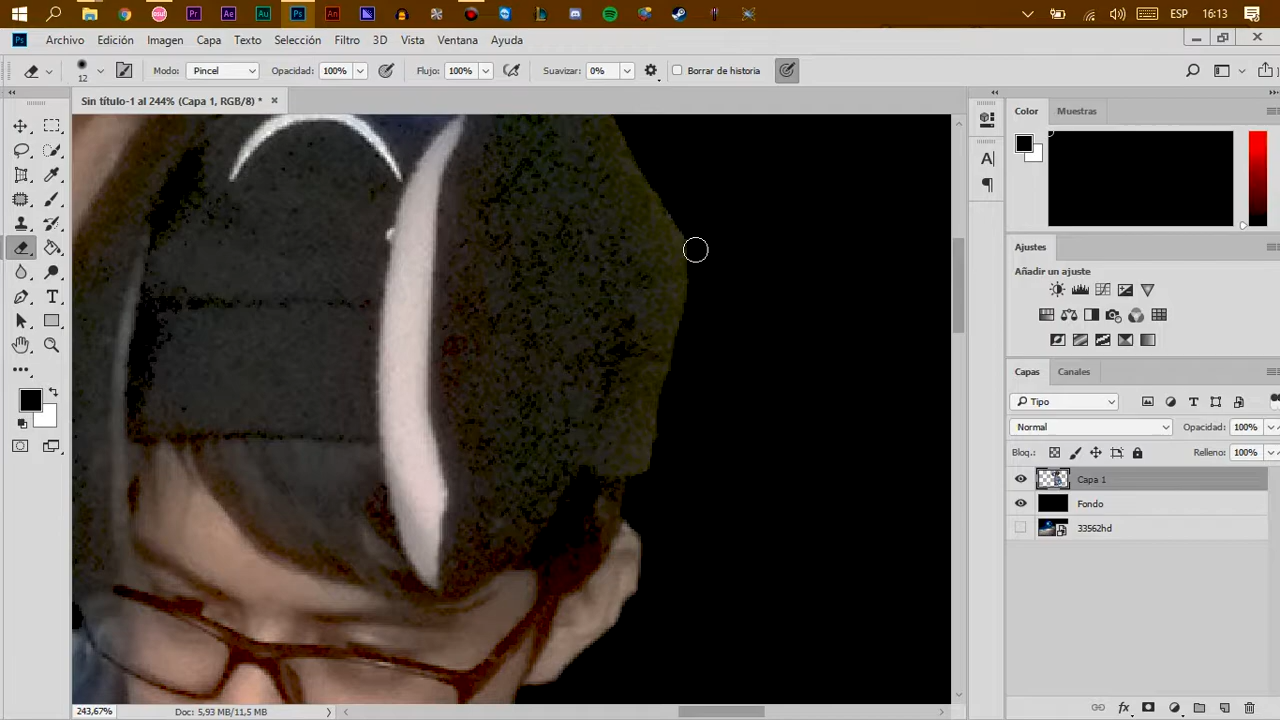 ESP 16:13
Ps Archivo Edición Imagen Capa Texto Selección Filtro 3D Vista Ventana Ayuda
12 Modo: Pincel Opacidad: 100% Flujo: 100% Suavizar: 0% Borrar de historia
Sin título-1 al 244% (Capa 1, RGB/8) *
Color Muestras
Ajustes
Añadir un ajuste
Capas Canales
Tipo
Normal Opacidad: 100%
Bloq.: Relleno: 100%
Capa 1
Fondo
33562hd
243,67% Doc: 5,93 MB/11,5 MB